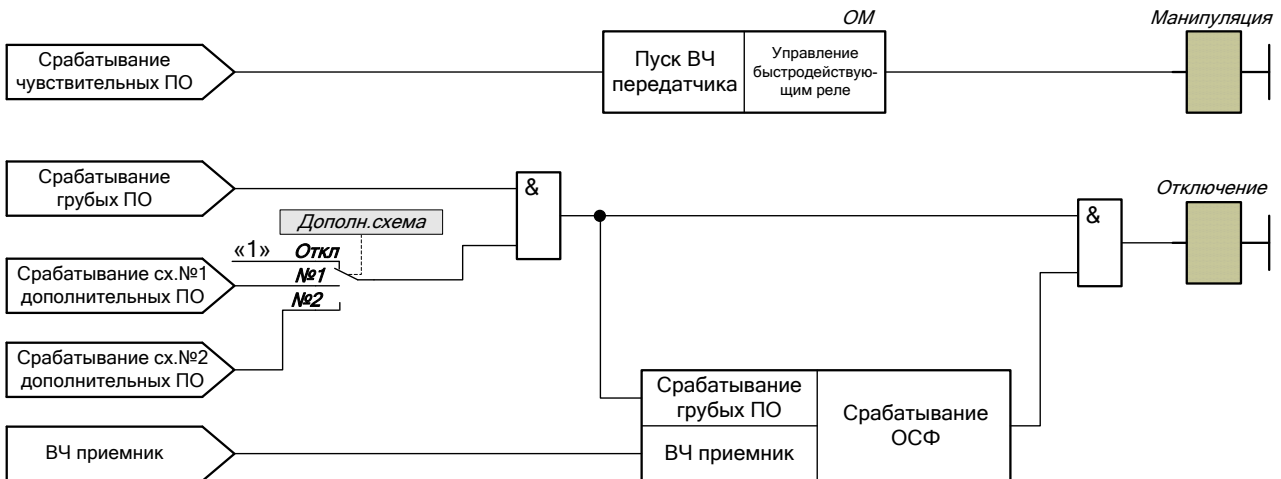 ОМ
Манипуляция
Срабатывание
чувствительных ПО
Пуск ВЧ
передатчика
Управление
быстродействую-
щим реле
Срабатывание
грубых ПО
&
Отключение
&
Дополн.схема
«1» Откл
Срабатывание сх.№1
дополнительных ПО
№1
№2
Срабатывание сх.№2
дополнительных ПО
Срабатывание
грубых ПО
Срабатывание
ОСФ
ВЧ приемник
ВЧ приемник